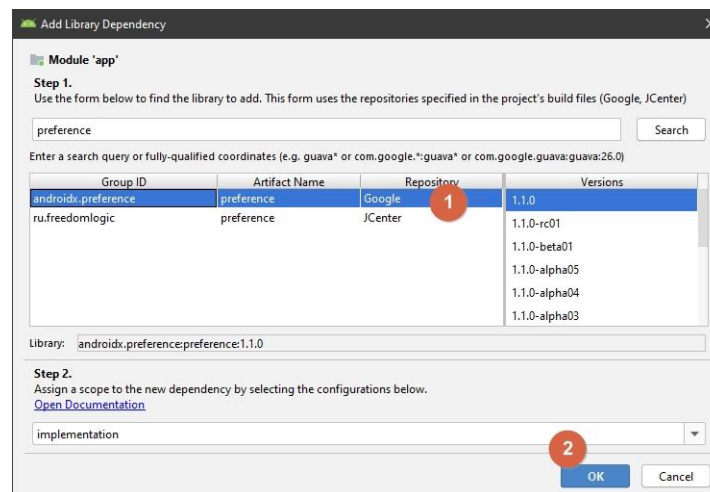 Add Library Dependency
Module 'app'
Step 1.
Use the form below to find the library to add. This form uses the repositories specified in the project's build files (Google, JCenter)
preference
Search
Enter a search query or fully-qualified coordinates (e.g. guava* or com.google.*:guava* or com.google.guava:guava:26.0)
Group ID Artifact Name Repository Versions
androidx.preference preference Google 1 1.1.0
ru.freedomlogic preference JCenter 1.1.0-rc01
1.1.0-beta01
1.1.0-alpha05
1.1.0-alpha04
1.1.0-alpha03
Library: androidx.preference:preference:1.1.0
Step 2.
Assign a scope to the new dependency by selecting the configurations below.
Open Documentation
implementation
2
OK Cancel